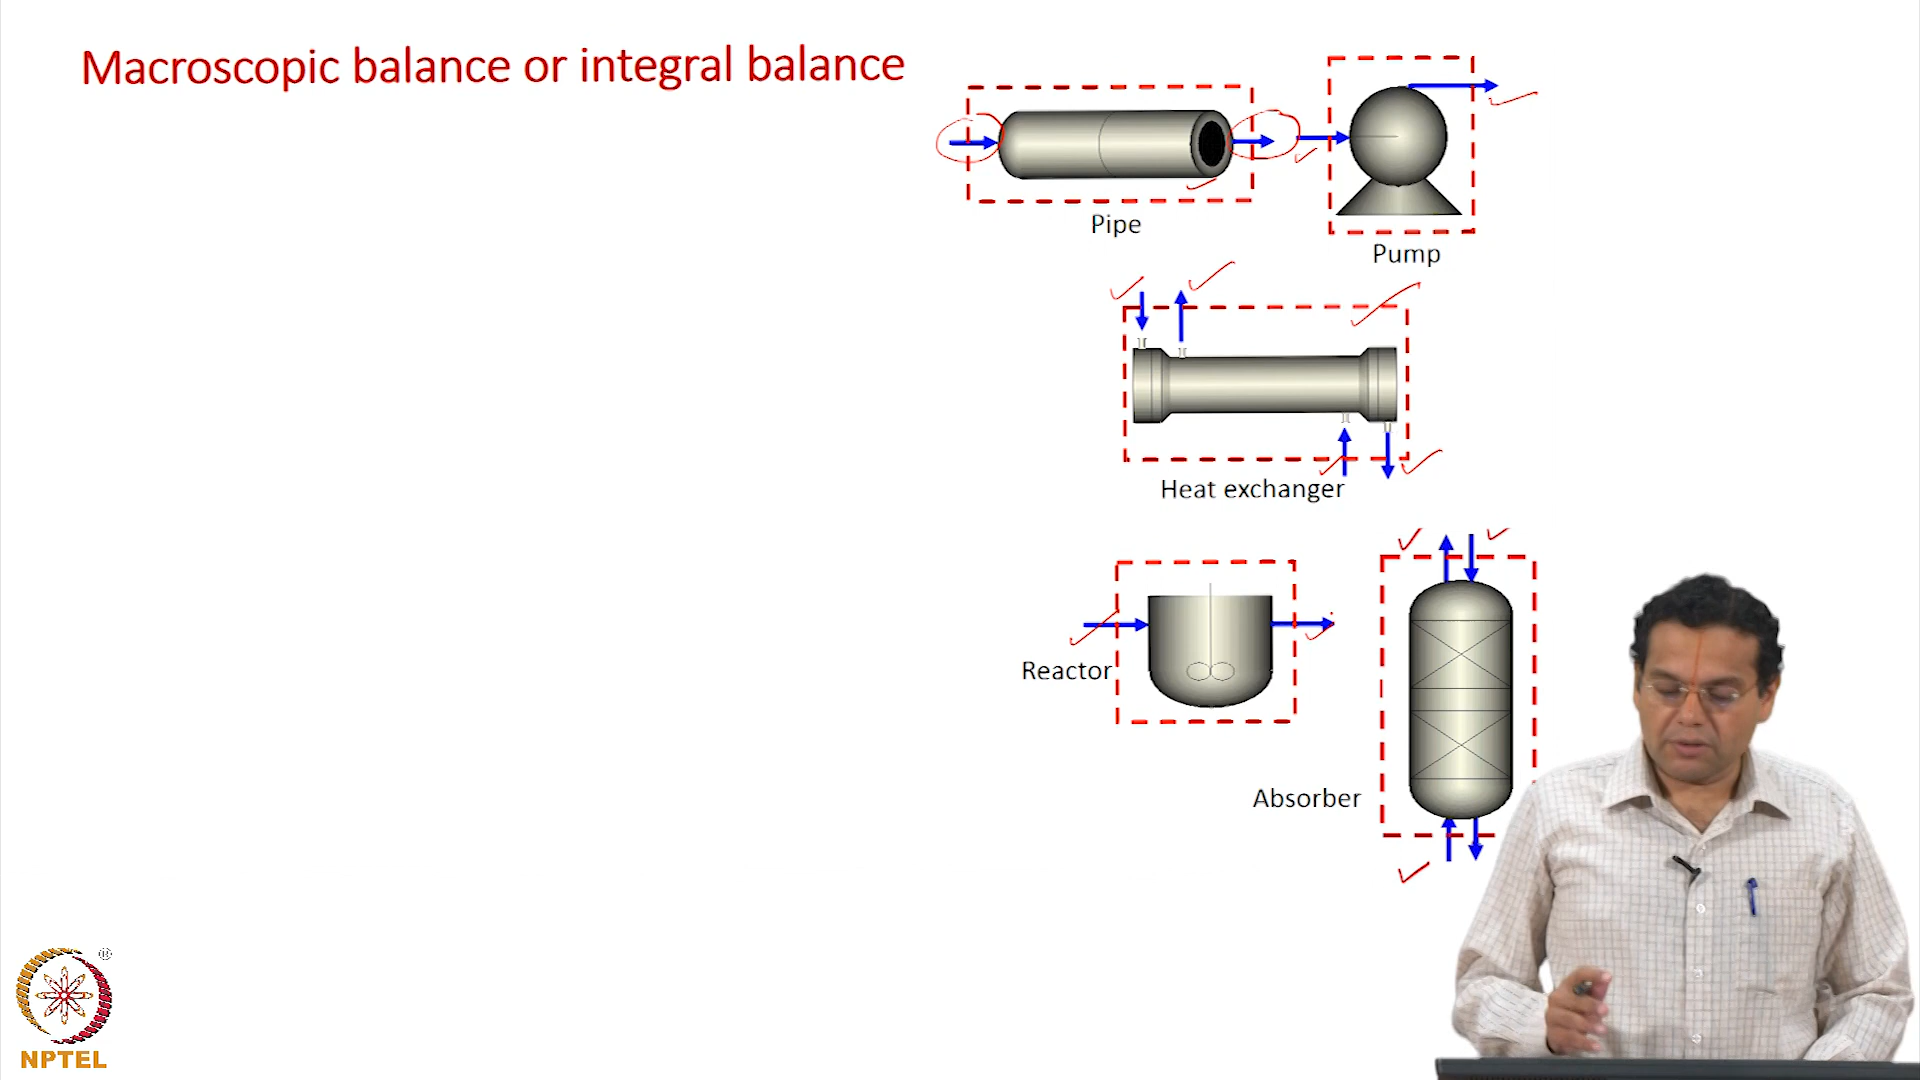 Macroscopic balance or integral balance
Pipe
Pump
Heat exchanger
Reactor
Absorber
®
NPTEL